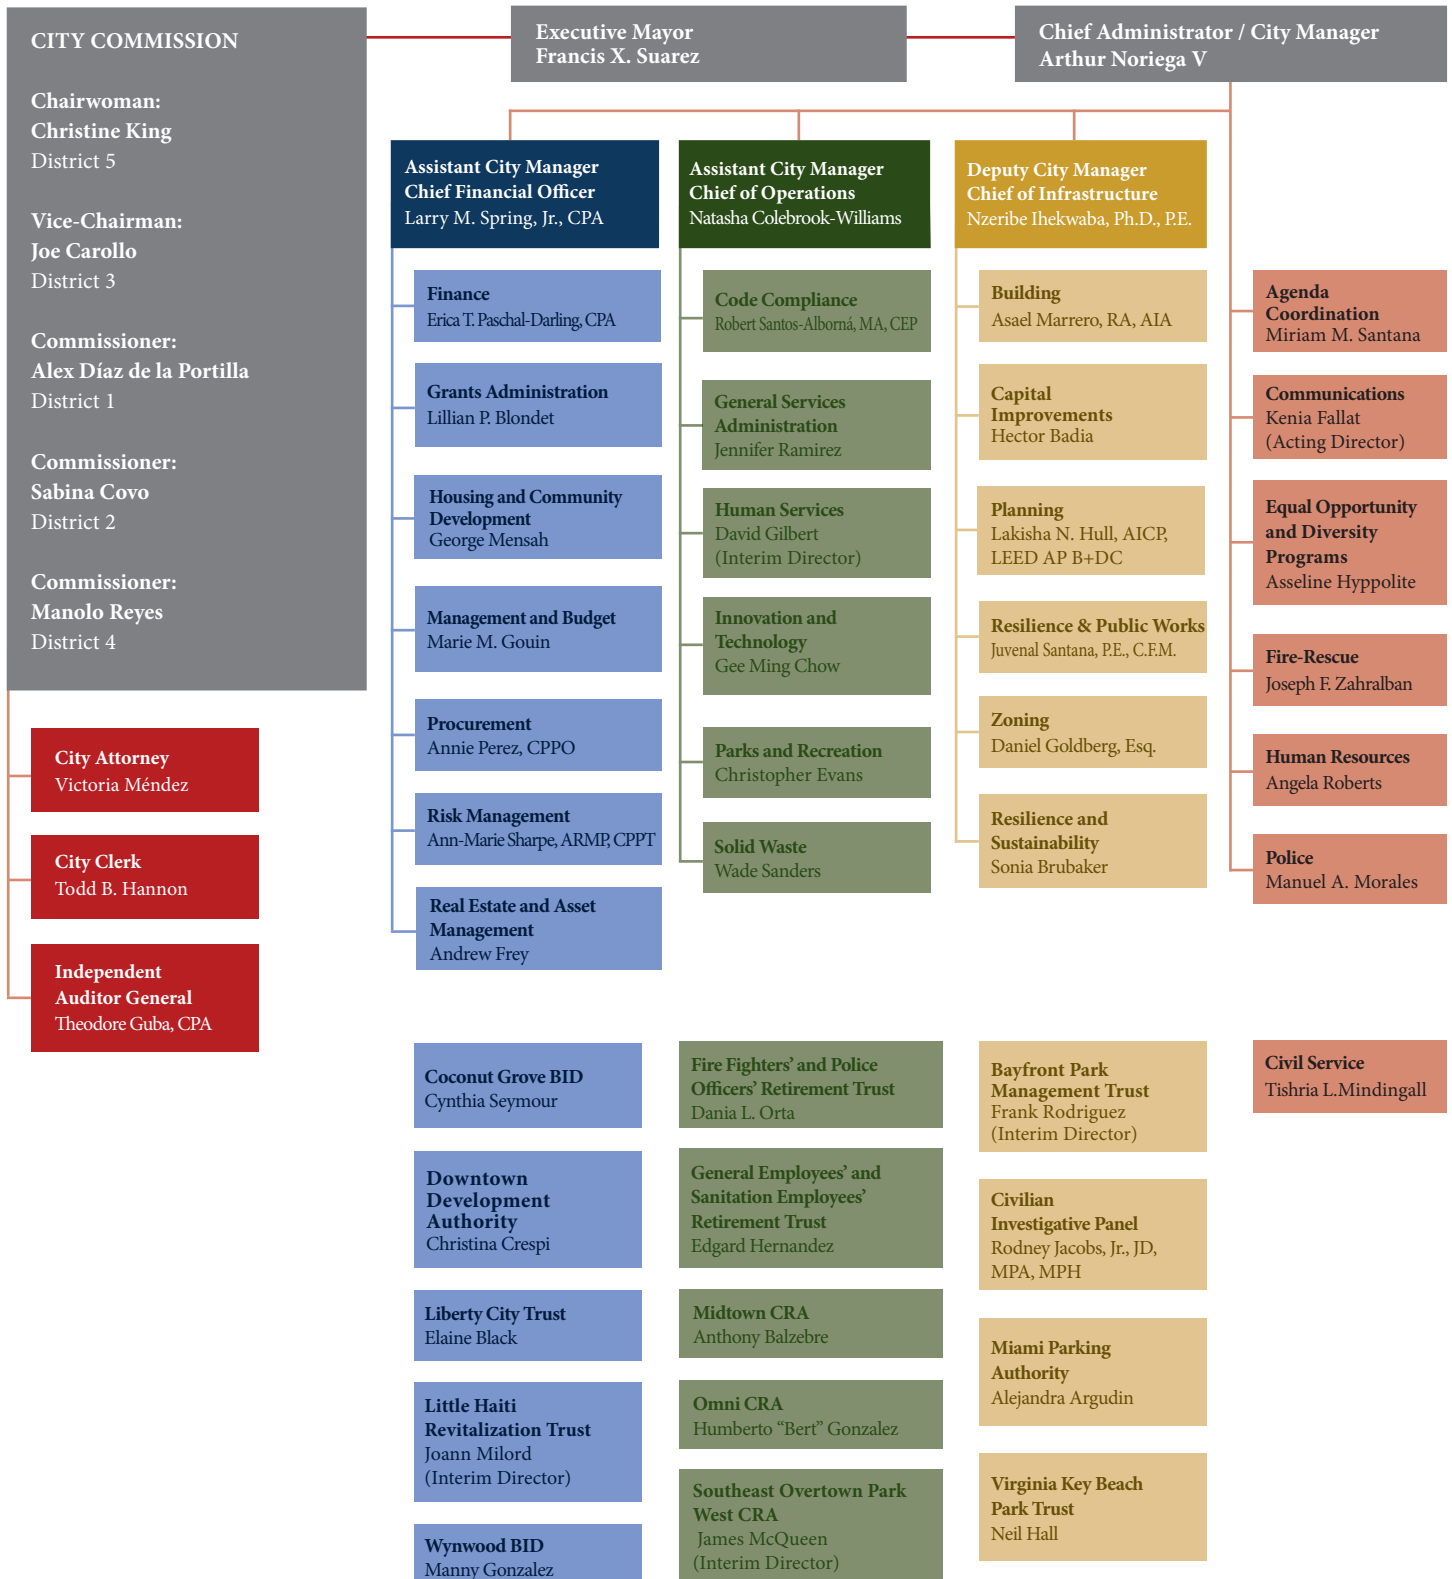 CITY COMMISSION
Chairwoman:
Christine King
District 5
Vice-Chairman:
Joe Carollo
District 3
Commissioner:
Alex Díaz de la Portilla
District 1
Commissioner:
Sabina Covo
District 2
Commissioner:
Manolo Reyes
District 4
Executive Mayor
Francis X. Suarez
Chief Administrator / City Manager
Arthur Noriega V
City Attorney
Victoria Méndez
City Clerk
Todd B. Hannon
Independent
Auditor General
Theodore Guba, CPA
Assistant City Manager
Chief Financial Officer
Larry M. Spring, Jr., CPA
Finance
Erica T. Paschal-Darling, CPA
Grants Administration
Lillian P. Blondet
Housing and Community
Development
George Mensah
Management and Budget
Marie M. Gouin
Procurement
Annie Perez, CPPO
Risk Management
Ann-Marie Sharpe, ARMP, CPPT
Real Estate and Asset
Management
Andrew Frey
Assistant City Manager
Chief of Operations
Natasha Colebrook-Williams
Code Compliance
Robert Santos-Alborná, MA, CEP
General Services
Administration
Jennifer Ramirez
Human Services
David Gilbert
(Interim Director)
Innovation and
Technology
Gee Ming Chow
Parks and Recreation
Christopher Evans
Solid Waste
Wade Sanders
Deputy City Manager
Chief of Infrastructure
Nzeribe Ihekwaba, Ph.D., P.E.
Building
Asael Marrero, RA, AIA
Capital
Improvements
Hector Badia
Planning
Lakisha N. Hull, AICP,
LEED AP B+DC
Resilience & Public Works
Juvenal Santana, P.E., C.F.M.
Zoning
Daniel Goldberg, Esq.
Resilience and
Sustainability
Sonia Brubaker
Agenda
Coordination
Miriam M. Santana
Communications
Kenia Fallat
(Acting Director)
Equal Opportunity
and Diversity
Programs
Asseline Hyppolite
Fire-Rescue
Joseph F. Zahralban
Human Resources
Angela Roberts
Police
Manuel A. Morales
Coconut Grove BID
Cynthia Seymour
Downtown
Development
Authority
Christina Crespi
Liberty City Trust
Elaine Black
Little Haiti
Revitalization Trust
Joann Milord
(Interim Director)
Wynwood BID
Manny Gonzalez
Fire Fighters’ and Police
Officers’ Retirement Trust
Dania L. Orta
General Employees’ and
Sanitation Employees’
Retirement Trust
Edgard Hernandez
Midtown CRA
Anthony Balzebre
Omni CRA
Humberto “Bert” Gonzalez
Southeast Overtown Park
West CRA
James McQueen
(Interim Director)
Bayfront Park
Management Trust
Frank Rodriguez
(Interim Director)
Civilian
Investigative Panel
Rodney Jacobs, Jr., JD,
MPA, MPH
Miami Parking
Authority
Alejandra Argudin
Virginia Key Beach
Park Trust
Neil Hall
Civil Service
Tishria L.Mindingall